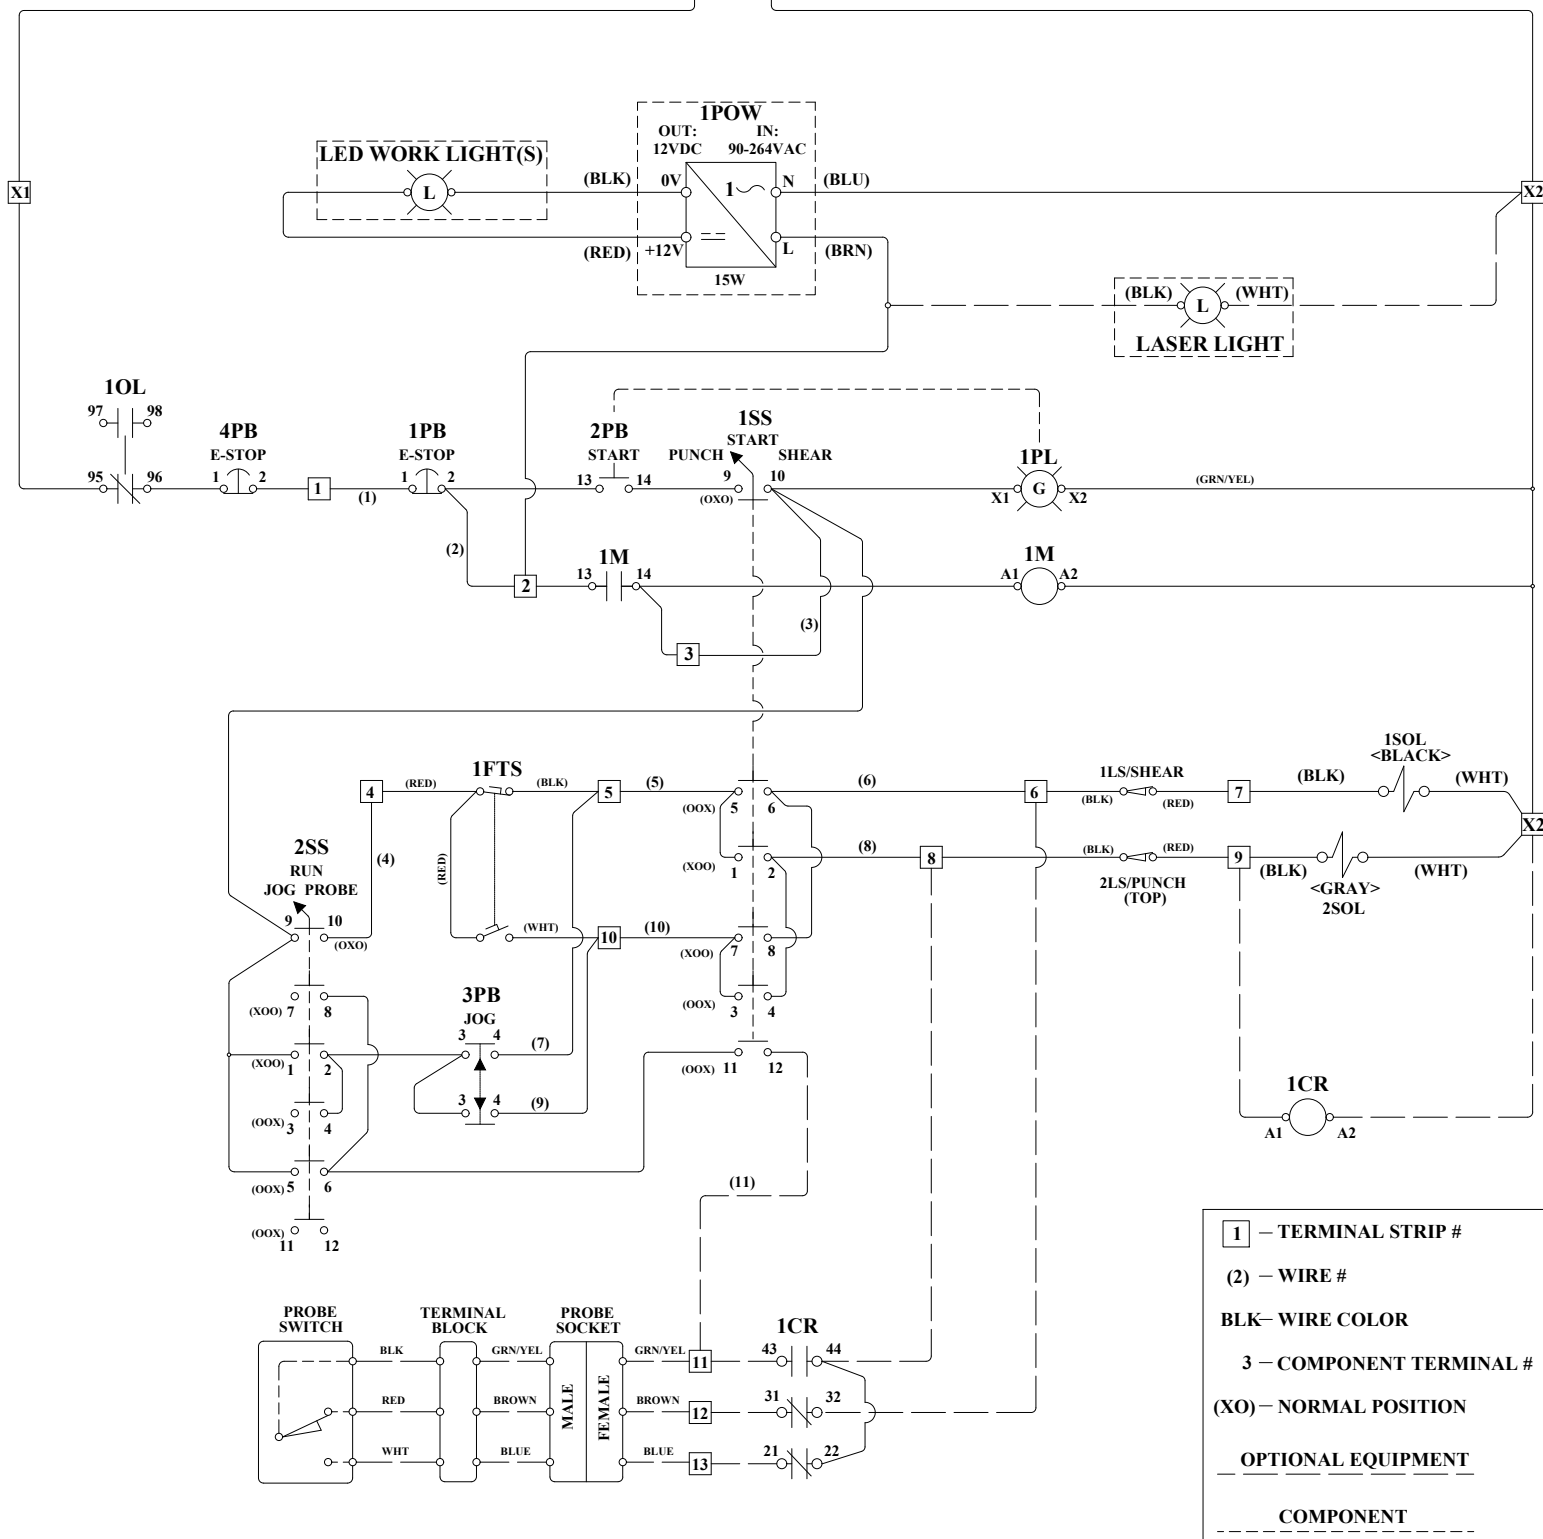 1POW
OUT: IN:
12VDC 90-264VAC
LED WORK LIGHT(S)
(BLK) 0V 1 N (BLU)
X1 L X2
(RED) +12V L (BRN)
15W
(BLK) L (WHT)
LASER LIGHT
1OL
97 98
4PB 1PB 2PB 1SS
E-STOP E-STOP START START
PUNCH SHEAR 1PL
95 96 1 2 1 2 13 14 9 10
1 (1) (OXO) X1 G X2 (GRN/YEL)
(2) 1M 1M
2 13 14 A1 A2
(3)
3
1SOL
<BLACK>
1FTS 1LS/SHEAR
4 (RED) (BLK) 5 (5) (6) 6 (BLK) (RED) 7 (BLK) (WHT)
(OOX) 5 6
X2
2SS (4) (RED)
RUN
JOG PROBE
(8) 8 (BLK) (RED) 9 (BLK) (WHT)
(XOO) 1 2
2LS/PUNCH
(TOP)
<GRAY>
2SOL
9 10
(OXO)
(WHT) 10 (10)
(XOO) 7 8
3PB
JOG
(XOO) 7 8
(OOX) 3 4
3 4 (7)
(XOO) 1 2
(OOX) 11 12
1CR
3 4 (9)
(OOX) 3 4
A1 A2
(OOX) 5 6
(11)
(OOX) 11 12
PROBE
SWITCH
TERMINAL
BLOCK
PROBE
SOCKET
1CR
BLK GRN/YEL GRN/YEL 11 43 44
RED BROWN MALE FEMALE BROWN 12 31 32
WHT BLUE BLUE 13 21 22
1 — TERMINAL STRIP #
(2) — WIRE #
BLK— WIRE COLOR
3 — COMPONENT TERMINAL #
(XO) — NORMAL POSITION
OPTIONAL EQUIPMENT
COMPONENT